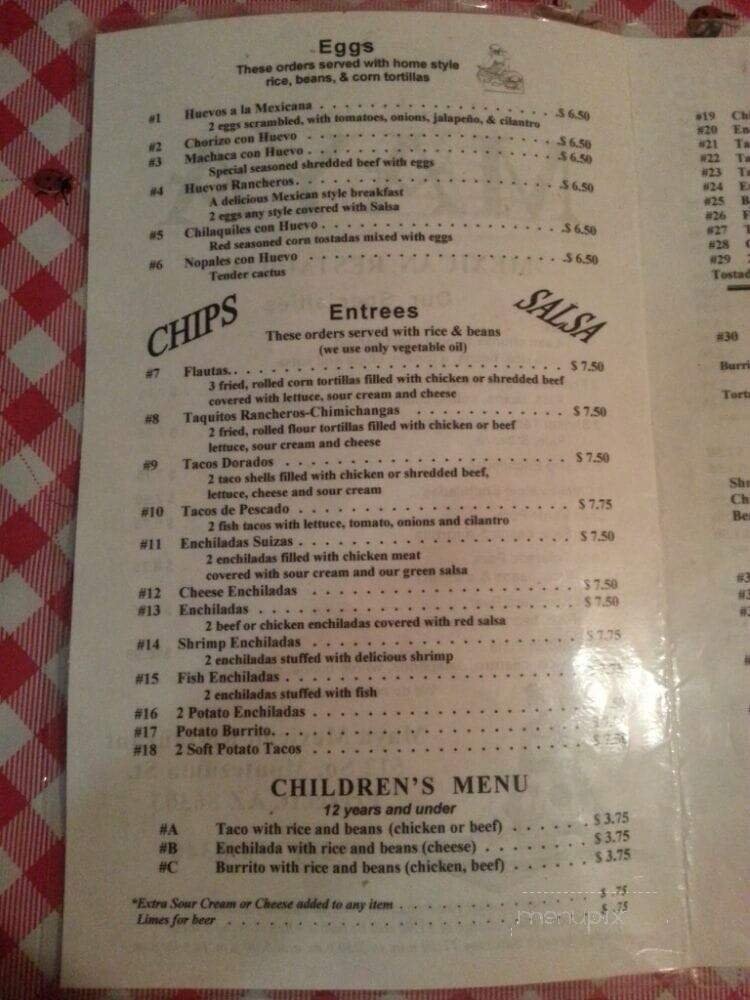 Eggs
These orders served with home style
rice, beans, & corn tortillas
#1 Huevos a la Mexicana . . . . . . . . . . . . . . . . . . . $ 6.50
2 eggs scrambled, with tomatoes, onions, jalapeño, & cilantro
#2 Chorizo con Huevo . . . . . . . . . . . . . . . . . . . $ 6.50
#3 Machaca con Huevo . . . . . . . . . . . . . . . . . . . $ 6.50
Special seasoned shredded beef with eggs
#4 Huevos Rancheros . . . . . . . . . . . . . . . . . . . $ 6.50
A delicious Mexican style breakfast
2 eggs any style covered with Salsa
#5 Chilaquiles con Huevo . . . . . . . . . . . . . . . . . $ 6.50
Red seasoned corn tostadas mixed with eggs
#6 Nopales con Huevo . . . . . . . . . . . . . . . . . . . $ 6.50
Tender cactus
CHIPS
Entrees
SALSA
These orders served with rice & beans
(we use only vegetable oil)
#7 Flautas . . . . . . . . . . . . . . . . . . . . . . . . $ 7.50
3 fried, rolled corn tortillas filled with chicken or shredded beef
covered with lettuce, sour cream and cheese
#8 Taquitos Rancheros-Chimichangas . . . . . . . . . . . . $ 7.50
2 fried, rolled flour tortillas filled with chicken or beef
lettuce, sour cream and cheese
#9 Tacos Dorados . . . . . . . . . . . . . . . . . . . . . $ 7.50
2 taco shells filled with chicken or shredded beef,
lettuce, cheese and sour cream
#10 Tacos de Pescado . . . . . . . . . . . . . . . . . . . $ 7.75
2 fish tacos with lettuce, tomato, onions and cilantro
#11 Enchiladas Suizas . . . . . . . . . . . . . . . . . . . $ 7.50
2 enchiladas filled with chicken meat
covered with sour cream and our green salsa
#12 Cheese Enchiladas . . . . . . . . . . . . . . . . . . . $ 7.50
#13 Enchiladas . . . . . . . . . . . . . . . . . . . . . . $ 7.50
2 beef or chicken enchiladas covered with red salsa
#14 Shrimp Enchiladas . . . . . . . . . . . . . . . . . . . $ 7.75
2 enchiladas stuffed with delicious shrimp
#15 Fish Enchiladas . . . . . . . . . . . . . . . . . . . .
2 enchiladas stuffed with fish
#16 2 Potato Enchiladas . . . . . . . . . . . . . . . . . .
#17 Potato Burrito . . . . . . . . . . . . . . . . . . . .
#18 2 Soft Potato Tacos . . . . . . . . . . . . . . . . . .
CHILDREN'S MENU
12 years and under
#A Taco with rice and beans (chicken or beef) . . . . . . $ 3.75
#B Enchilada with rice and beans (cheese) . . . . . . . . $ 3.75
#C Burrito with rice and beans (chicken, beef) . . . . . . $ 3.75
*Extra Sour Cream or Cheese added to any item . . . . . . $ .75
Limes for beer . . . . . . . . . . . . . . . . . . . . . $ .75
menupix
#19
#20
#21
#22
#23
#24
#25
#26
#27
#28
#29
#30